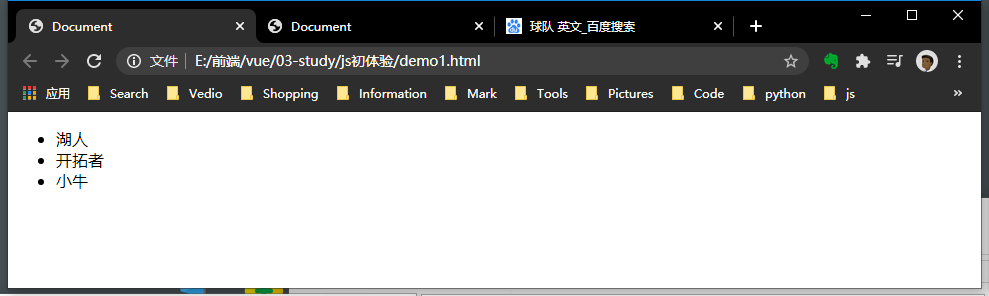 Document
Document
球队 英文_百度搜索
文件
E:/前端/vue/03-study/js初体验/demo1.html
应用
Search
Vedio
Shopping
Information
Mark
Tools
Pictures
Code
python
js
湖人
开拓者
小牛